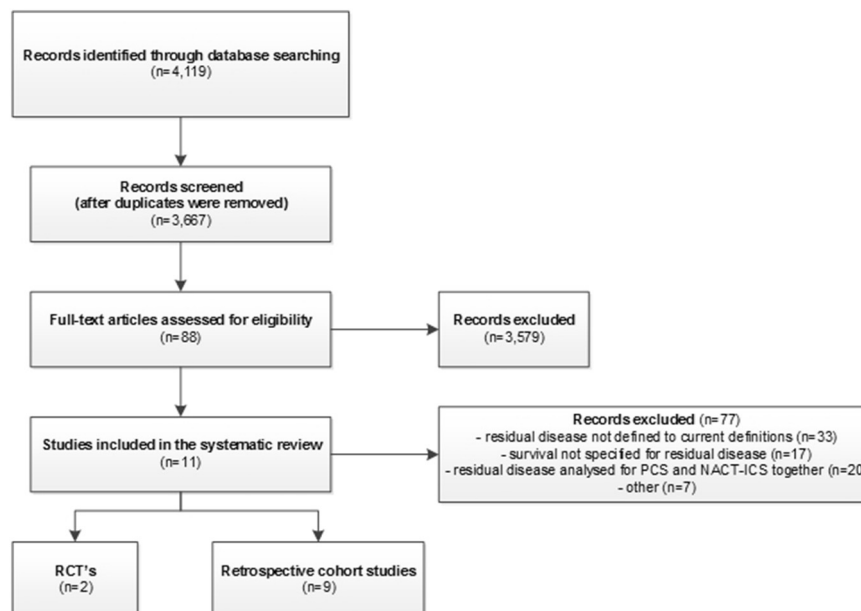 Records identified through database searching
(n=4,119)
Records screened
(after duplicates were removed)
(n=3,667)
Full-text articles assessed for eligibility
(n=88)
Records excluded
(n=3,579)
Studies included in the systematic review
(n=11)
Records excluded (n=77)
- residual disease not defined to current definitions (n=33)
- survival not specified for residual disease (n=17)
- residual disease analysed for PCS and NACT-ICS together (n=20
- other (n=7)
RCT's
(n=2)
Retrospective cohort studies
(n=9)